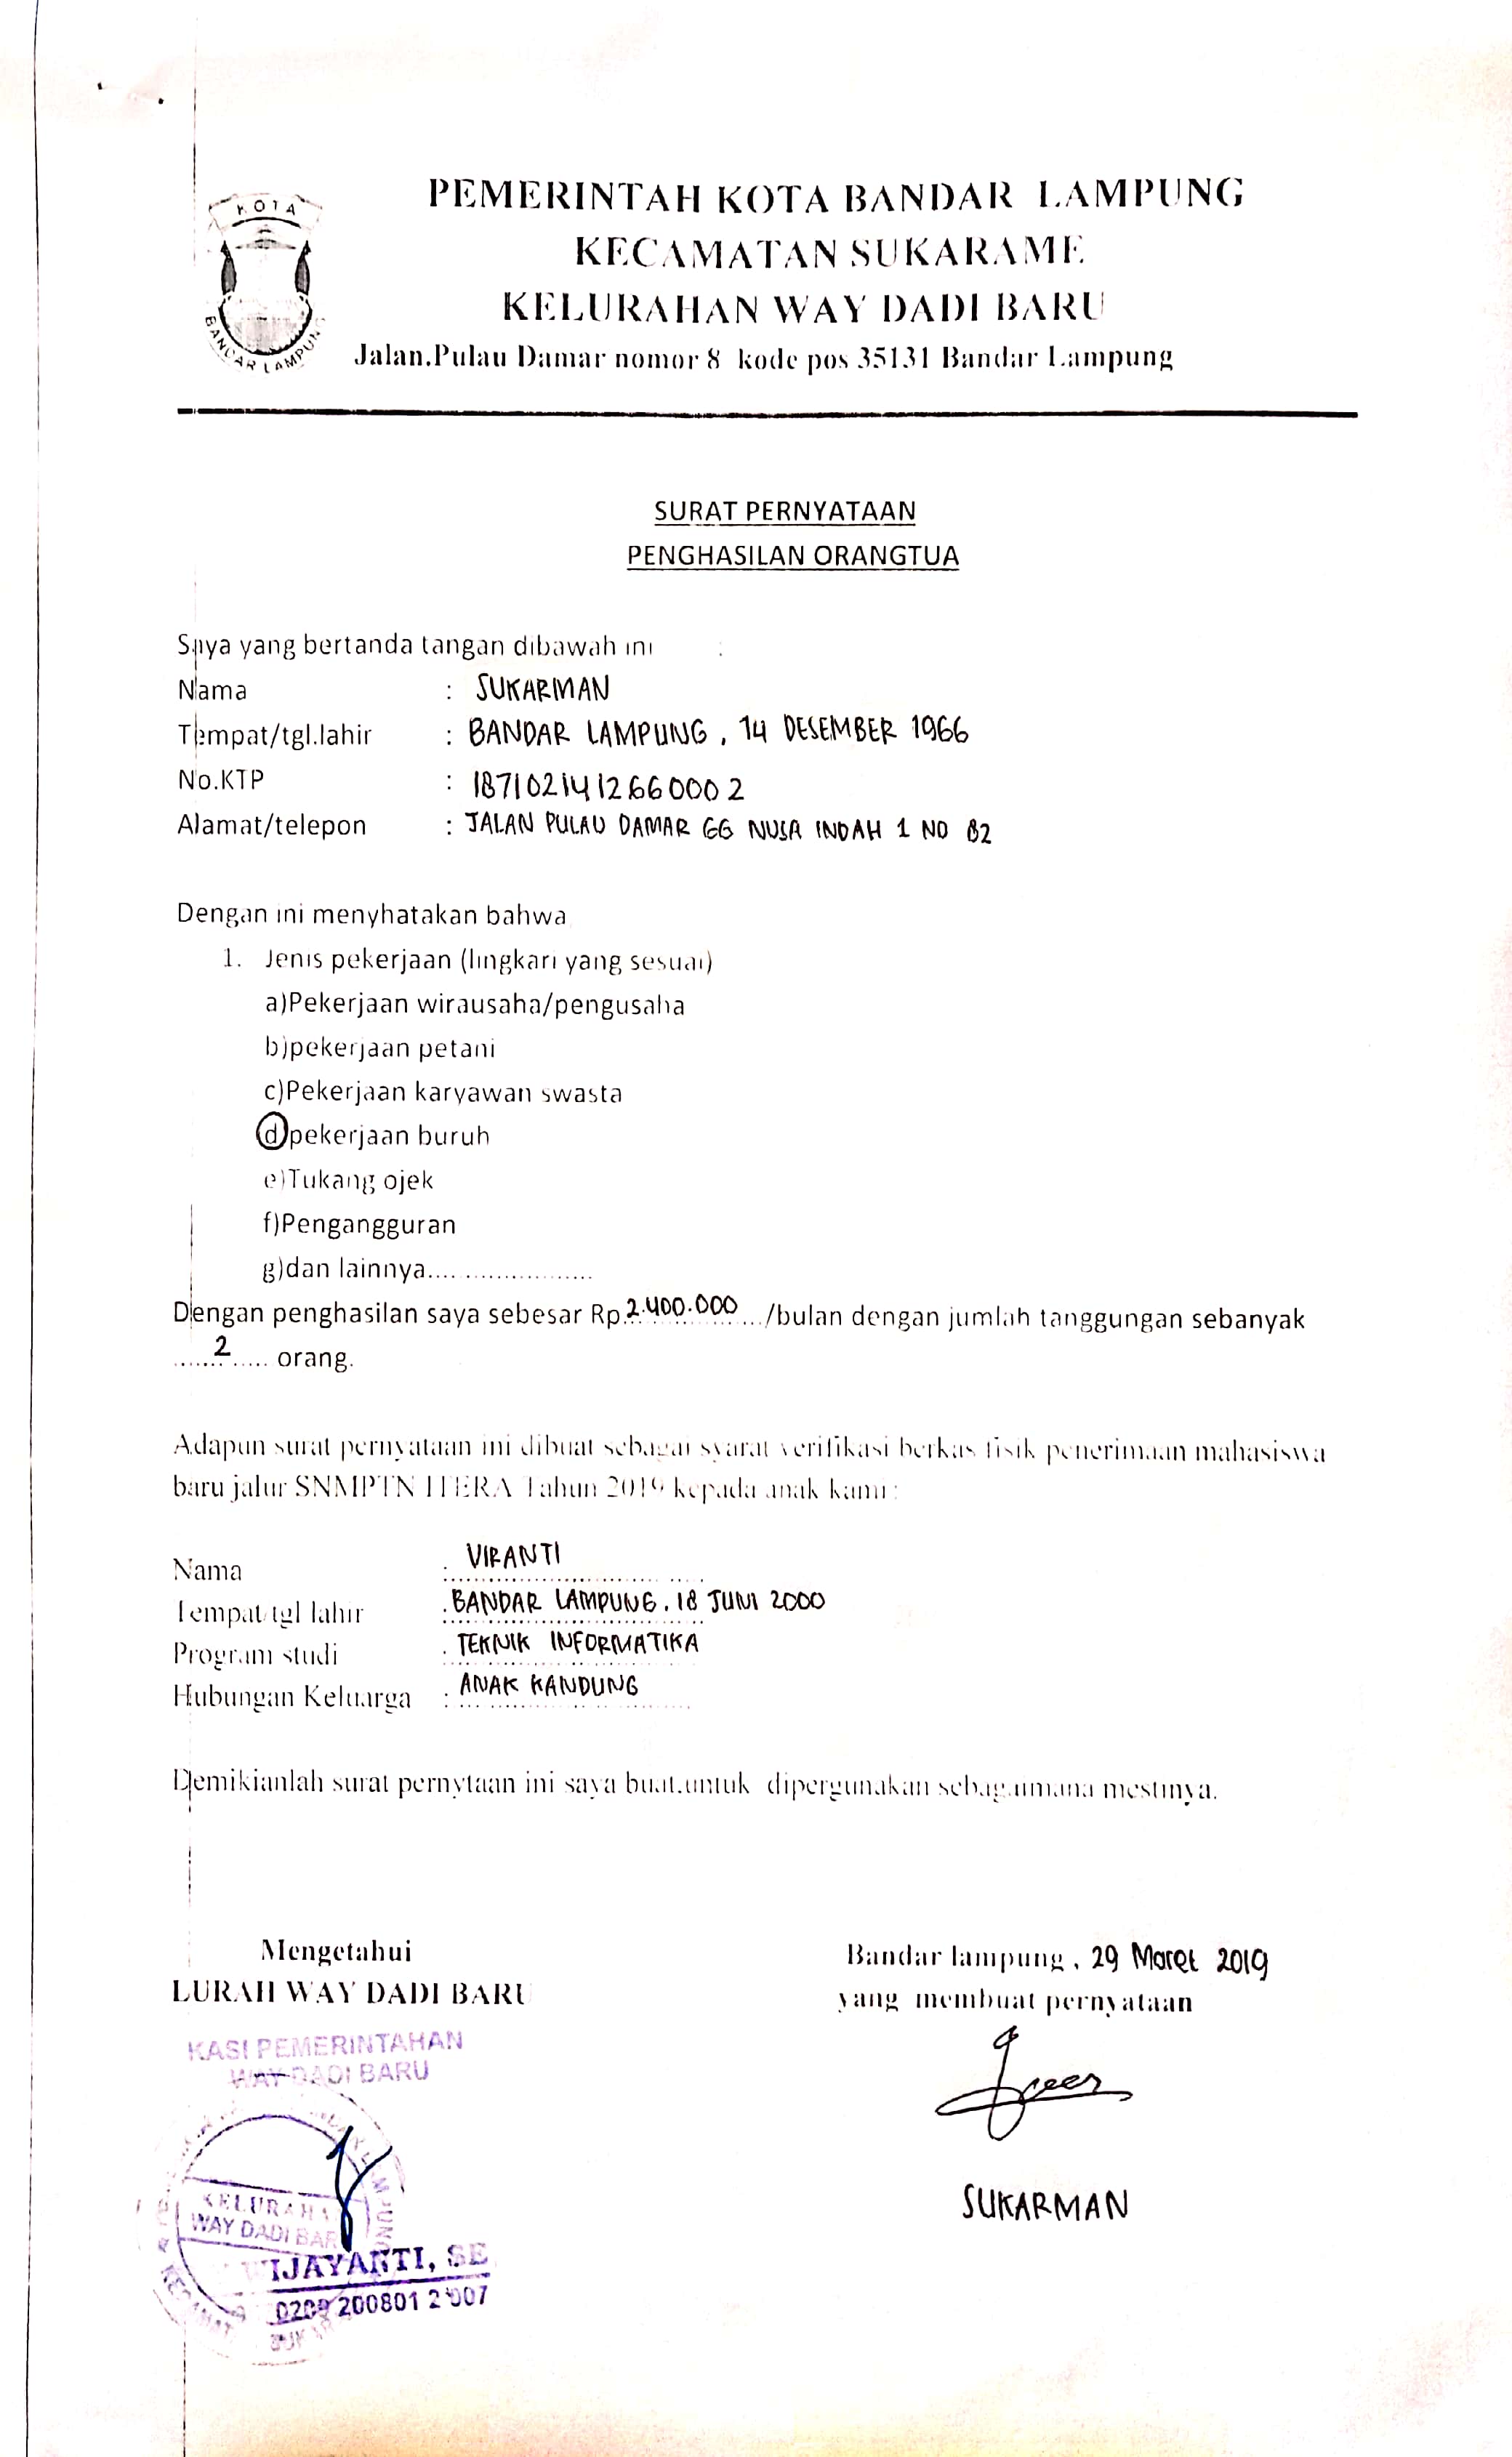 KOTA
BANDAR LAMPUNG
PEMERINTAH KOTA BANDAR LAMPUNG
KECAMATAN SUKARAME
KELURAHAN WAY DADI BARU
Jalan.Pulau Damar nomor 8 kode pos 35131 Bandar Lampung
SURAT PERNYATAAN
PENGHASILAN ORANGTUA
Saya yang bertanda tangan dibawah ini :
Nama : SUKARMAN
Tempat/tgl.lahir : BANDAR LAMPUNG, 14 DESEMBER 1966
No.KTP : 1871021412660002
Alamat/telepon : JALAN PULAU DAMAR GG NUSA INDAH 1 NO 82
Dengan ini menyhatakan bahwa
1. Jenis pekerjaan (lingkari yang sesuai)
a)Pekerjaan wirausaha/pengusaha
b)pekerjaan petani
c)Pekerjaan karyawan swasta
d)pekerjaan buruh
e)Tukang ojek
f)Pengangguran
g)dan lainnya......................
Dengan penghasilan saya sebesar Rp.2.400.000.../bulan dengan jumlah tanggungan sebanyak
.......2..... orang.
Adapun surat pernyataan ini dibuat sebagai syarat verifikasi berkas fisik penerimaan mahasiswa
baru jalur SNMPTN ITERA Tahun 2019 kepada anak kami :
Nama : VIRANTI
Tempat/tgl lahir : BANDAR LAMPUNG, 18 JUNI 2000
Program studi : TEKNIK INFORMATIKA
Hubungan Keluarga : ANAK KANDUNG
Demikianlah surat pernytaan ini saya buat.untuk dipergunakan sebagaimana mestinya.
Mengetahui
LURAH WAY DADI BARU
Bandar lampung, 29 Maret 2019
yang membuat pernyataan
KASI PEMERINTAHAN
WAY DADI BARU
KELURAHA
WAY DADI BAR
WIJAYANTI, SE
200801 2 007
SUKARMAN